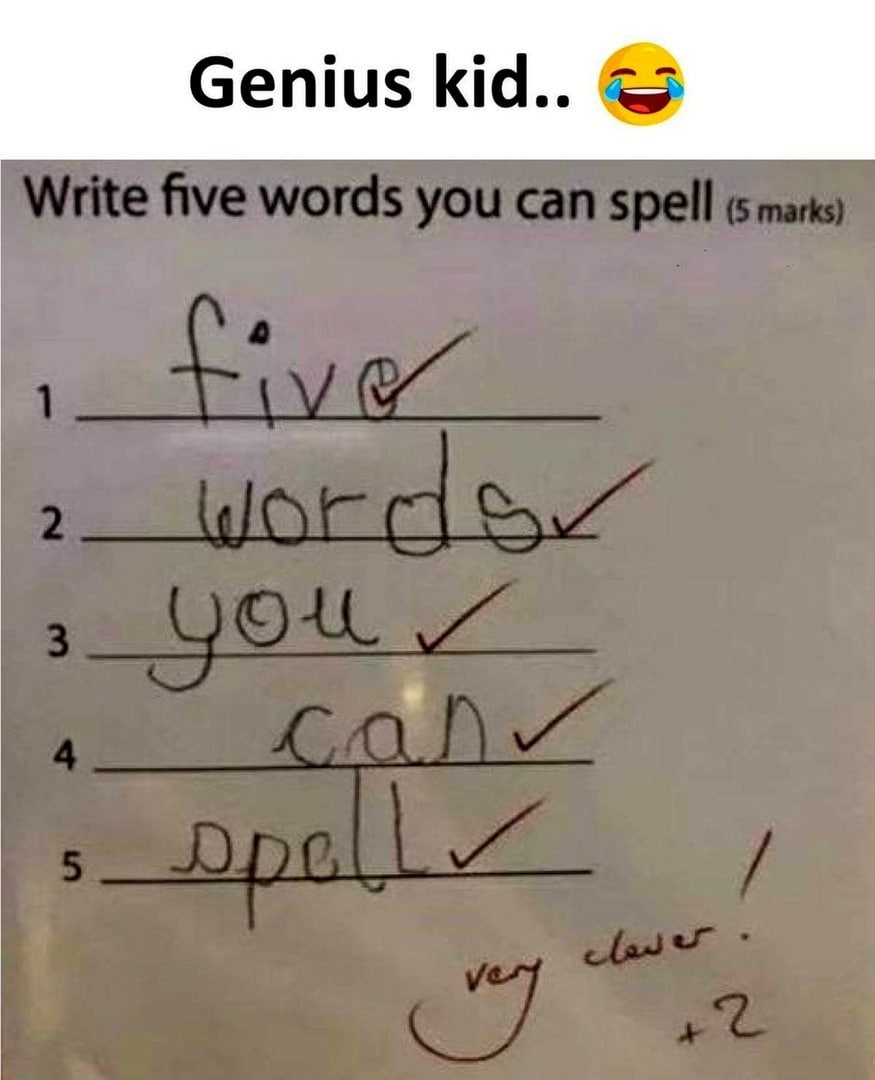 Genius kid.. 😂
Write five words you can spell (5 marks)
1 five
2 words
3 you
4 can
5 spell
very clever!
+2